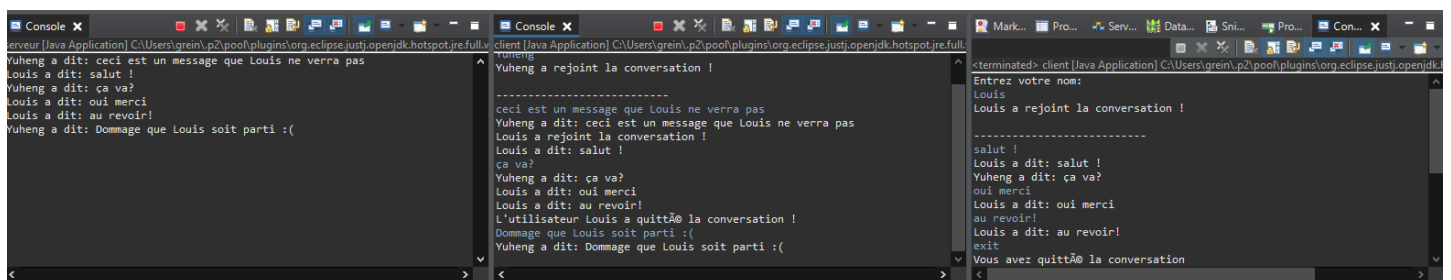 Console
serveur [Java Application] C:\Users\grein\.p2\pool\plugins\org.eclipse.justj.openjdk.hotspot.jre.full.v
Yuheng a dit: ceci est un message que Louis ne verra pas
Louis a dit: salut !
Yuheng a dit: ça va?
Louis a dit: oui merci
Louis a dit: au revoir!
Yuheng a dit: Dommage que Louis soit parti :(
Console
client [Java Application] C:\Users\grein\.p2\pool\plugins\org.eclipse.justj.openjdk.hotspot.jre.full.
Yuheng
Yuheng a rejoint la conversation !
--------------------------
ceci est un message que Louis ne verra pas
Yuheng a dit: ceci est un message que Louis ne verra pas
Louis a rejoint la conversation !
Louis a dit: salut !
ça va?
Yuheng a dit: ça va?
Louis a dit: oui merci
Louis a dit: au revoir!
L'utilisateur Louis a quittÃ© la conversation !
Dommage que Louis soit parti :(
Yuheng a dit: Dommage que Louis soit parti :(
Mark... Pro... Serv... Data... Sni... Pro... Con...
<terminated> client [Java Application] C:\Users\grein\.p2\pool\plugins\org.eclipse.justj.openjdk.h
Entrez votre nom:
Louis
Louis a rejoint la conversation !
--------------------------
salut !
Louis a dit: salut !
Yuheng a dit: ça va?
oui merci
Louis a dit: oui merci
au revoir!
Louis a dit: au revoir!
exit
Vous avez quittÃ© la conversation